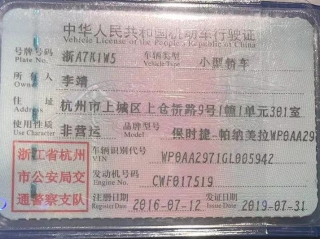 中华人民共和国机动车行驶证
Vehicle License of the People's Republic of China
号牌号码 浙A7K1W5 车辆类型 小型轿车
Plate No. Vehicle Type
所有人 李靖
Owner
住址 杭州市上城区上仓桥路9号1幢1单元301室
Address
使用性质 非营运 品牌型号 保时捷-帕纳美拉WP0AA29
Use Character Model
浙江省杭州 车辆识别代号 WP0AA2971GL005942
VIN
市公安局交 发动机号码 CWF017519
Engine No.
通警察支队 注册日期 2016-07-12 发证日期 2019-07-31
Register Date Issue Date